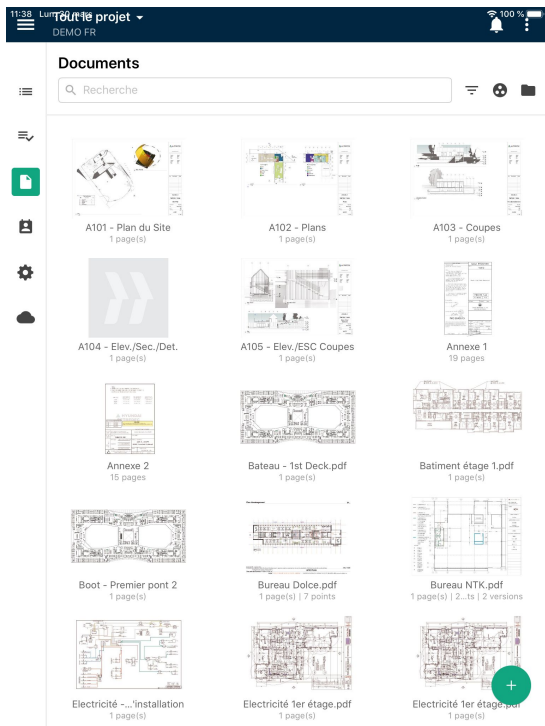 11:38 Lun. 30 mars
100 %
Tout le projet
DEMO FR
Documents
Recherche
A101 - Plan du Site
1 page(s)
A102 - Plans
1 page(s)
A103 - Coupes
1 page(s)
A104 - Elev./Sec./Det.
1 page(s)
A105 - Elev./ESC Coupes
1 page(s)
Annexe 1
19 pages
Annexe 2
15 pages
Bateau - 1st Deck.pdf
1 page(s)
Batiment étage 1.pdf
1 page(s)
Boot - Premier pont 2
1 page(s)
Bureau Dolce.pdf
1 page(s) | 7 points
Bureau NTK.pdf
1 page(s) | 2...ts | 2 versions
Electricité -...'installation
1 page(s)
Electricité 1er étage.pdf
1 page(s)
Electricité 1er étage.pdf
1 page(s)